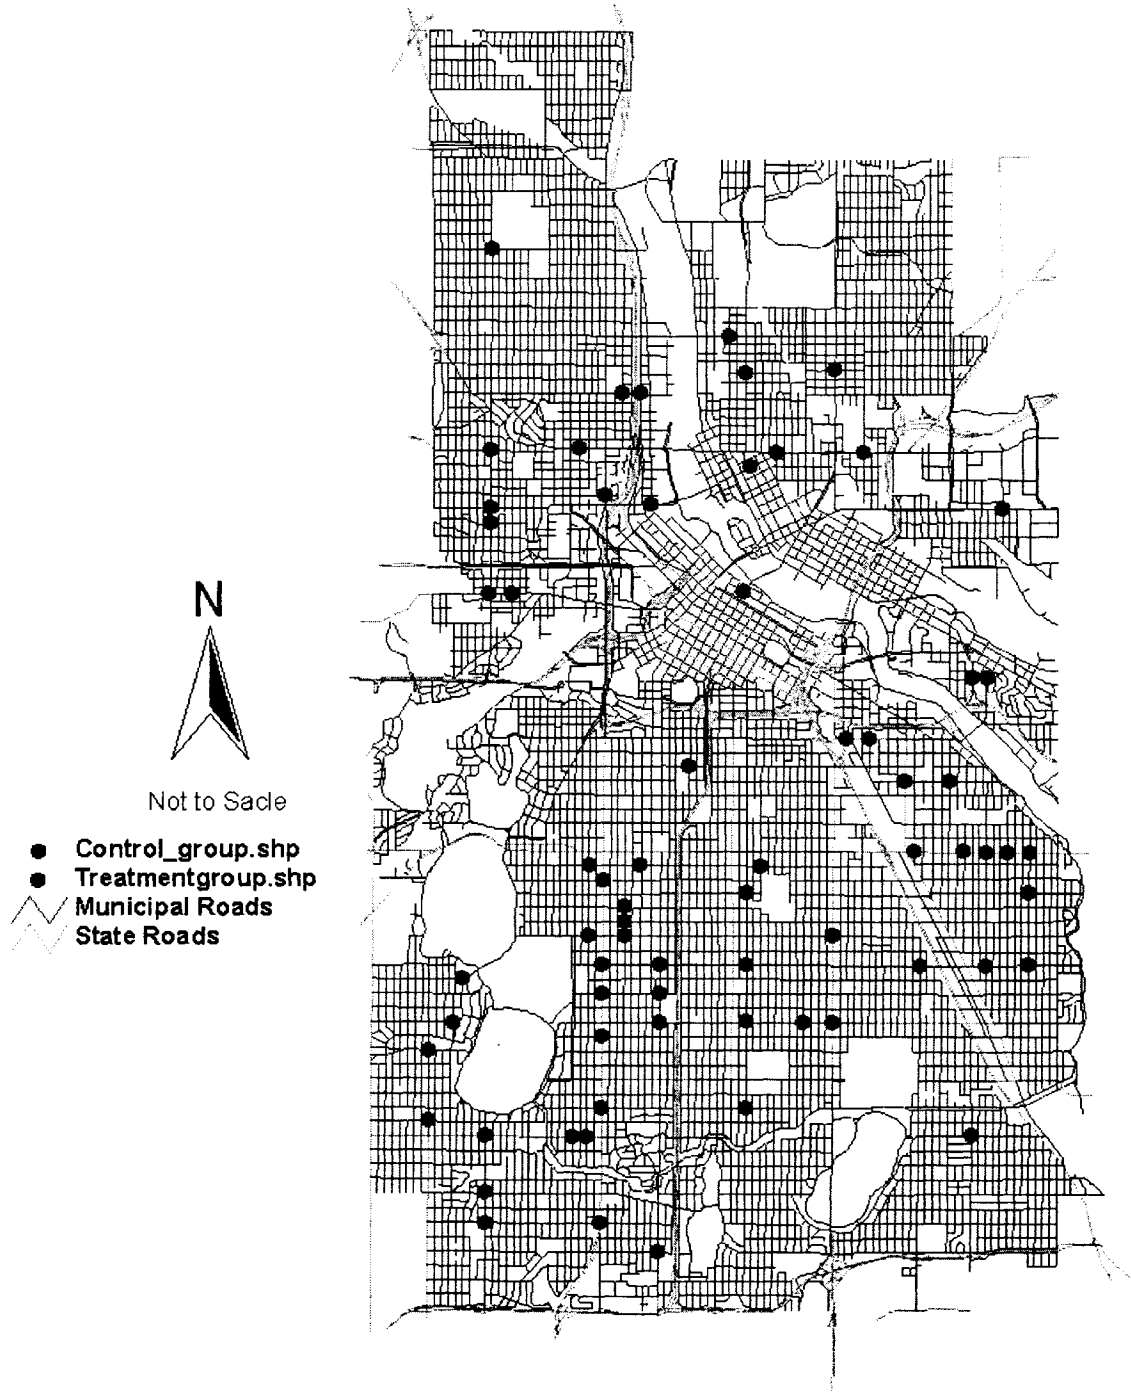 N
Not to Sacle
Control_group.shp
Treatmentgroup.shp
Municipal Roads
State Roads